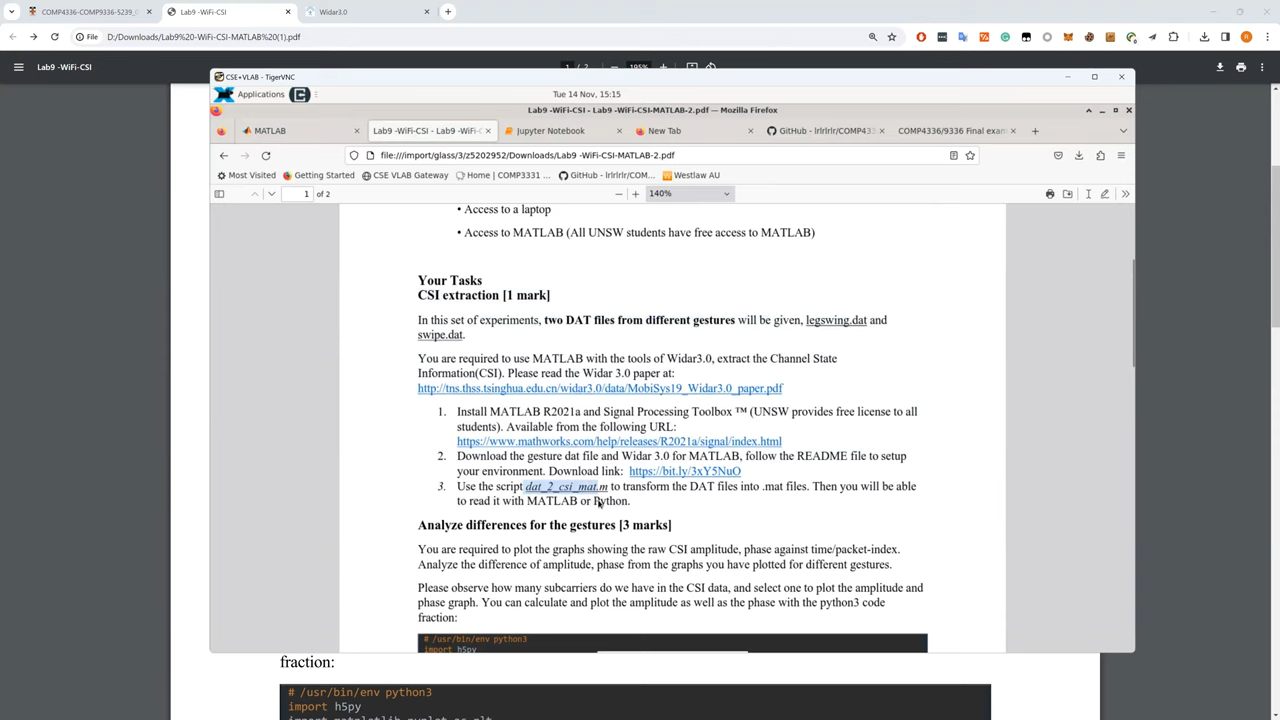 COMP4336-COMP9336-5239_0
Lab9 -WiFi-CSI
Widar3.0
File
D:/Downloads/Lab9%20-WiFi-CSI-MATLAB%20(1).pdf
Lab9 -WiFi-CSI
1 / 2
195%
CSE+VLAB - TigerVNC
Applications
Tue 14 Nov, 15:15
Lab9 -WiFi-CSI - Lab9 -WiFi-CSI-MATLAB-2.pdf — Mozilla Firefox
MATLAB
Lab9 -WiFi-CSI - Lab9 -WiFi-C
Jupyter Notebook
New Tab
GitHub - lrlrlrlr/COMP43
COMP4336/9336 Final exam
file:///import/glass/3/z5202952/Downloads/Lab9 -WiFi-CSI-MATLAB-2.pdf
Most Visited
Getting Started
CSE VLAB Gateway
Home | COMP3331 ...
GitHub - lrlrlrlr/COMP...
Westlaw AU
1 of 2
140%
• Access to a laptop
• Access to MATLAB (All UNSW students have free access to MATLAB)
Your Tasks
CSI extraction [1 mark]
In this set of experiments, two DAT files from different gestures will be given, legswing.dat and
swipe.dat.
You are required to use MATLAB with the tools of Widar3.0, extract the Channel State
Information(CSI). Please read the Widar 3.0 paper at:
http://tns.thss.tsinghua.edu.cn/widar3.0/data/MobiSys19_Widar3.0_paper.pdf
1. Install MATLAB R2021a and Signal Processing Toolbox ™ (UNSW provides free license to all
students). Available from the following URL:
https://www.mathworks.com/help/releases/R2021a/signal/index.html
2. Download the gesture dat file and Widar 3.0 for MATLAB, follow the README file to setup
your environment. Download link: https://bit.ly/3xY5NuO
3. Use the script dat_2_csi_mat.m to transform the DAT files into .mat files. Then you will be able
to read it with MATLAB or Python.
Analyze differences for the gestures [3 marks]
You are required to plot the graphs showing the raw CSI amplitude, phase against time/packet-index.
Analyze the difference of amplitude, phase from the graphs you have plotted for different gestures.
Please observe how many subcarriers do we have in the CSI data, and select one to plot the amplitude and
phase graph. You can calculate and plot the amplitude as well as the phase with the python3 code
fraction:
# /usr/bin/env python3
import h5py
fraction:
# /usr/bin/env python3
import h5py
import matplotlib.pyplot as plt